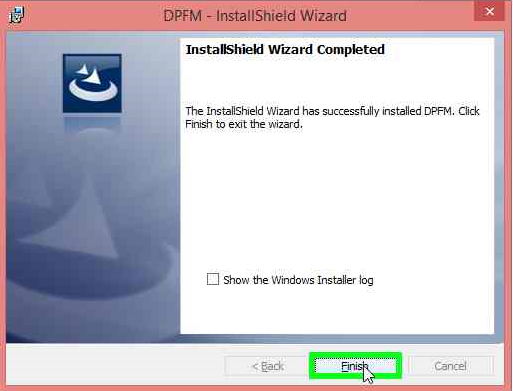 DPFM - InstallShield Wizard
InstallShield Wizard Completed
The InstallShield Wizard has successfully installed DPFM. Click
Finish to exit the wizard.
Show the Windows Installer log
< Back
Finish
Cancel